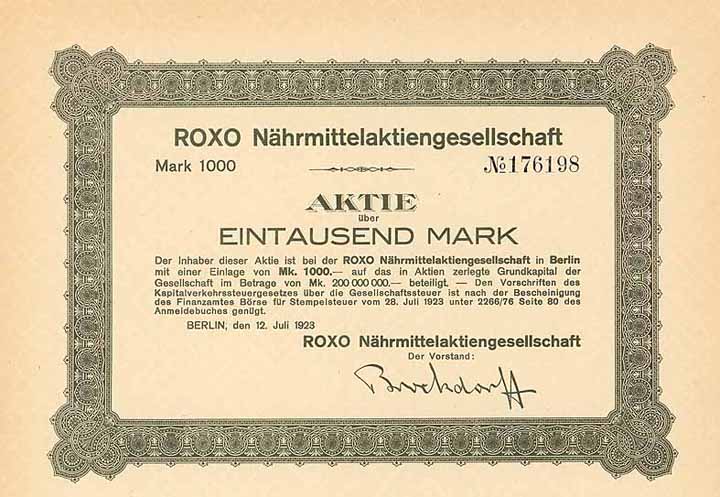 ROXO Nährmittelaktiengesellschaft
Mark 1000
№176198
AKTIE
über
EINTAUSEND MARK
Der Inhaber dieser Aktie ist bei der ROXO Nährmittelaktiengesellschaft in Berlin
mit einer Einlage von Mk. 1000.— auf das in Aktien zerlegte Grundkapital der
Gesellschaft im Betrage von Mk. 200 000 000.— beteiligt. — Den Vorschriften des
Kapitalverkehrssteuergesetzes über die Gesellschaftssteuer ist nach der Bescheinigung
des Finanzamtes Börse für Stempelsteuer vom 28. Juli 1923 unter 2266/76 Seite 80 des
Anmeldebuches genügt.
BERLIN, den 12. Juli 1923
ROXO Nährmittelaktiengesellschaft
Der Vorstand:
Brockdorff